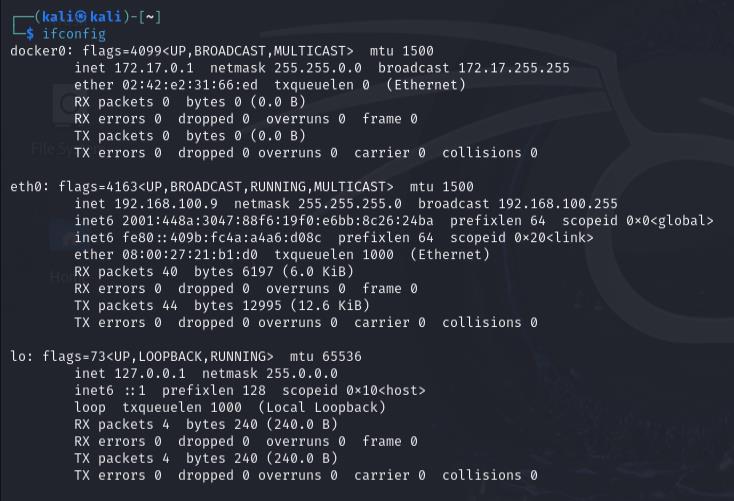 (kali㉿kali)-[~]
$ ifconfig
docker0: flags=4099<UP,BROADCAST,MULTICAST>  mtu 1500
        inet 172.17.0.1  netmask 255.255.0.0  broadcast 172.17.255.255
        ether 02:42:e2:31:66:ed  txqueuelen 0  (Ethernet)
        RX packets 0  bytes 0 (0.0 B)
        RX errors 0  dropped 0  overruns 0  frame 0
        TX packets 0  bytes 0 (0.0 B)
        TX errors 0  dropped 0 overruns 0  carrier 0  collisions 0
File System
eth0: flags=4163<UP,BROADCAST,RUNNING,MULTICAST>  mtu 1500
        inet 192.168.100.9  netmask 255.255.255.0  broadcast 192.168.100.255
        inet6 2001:448a:3047:88f6:19f0:e6bb:8c26:24ba  prefixlen 64  scopeid 0×0<global>
        inet6 fe80::409b:fc4a:a4a6:d08c  prefixlen 64  scopeid 0×20<link>
        ether 08:00:27:21:b1:d0  txqueuelen 1000  (Ethernet)
        RX packets 40  bytes 6197 (6.0 KiB)
        RX errors 0  dropped 0  overruns 0  frame 0
        TX packets 44  bytes 12995 (12.6 KiB)
        TX errors 0  dropped 0 overruns 0  carrier 0  collisions 0
lo: flags=73<UP,LOOPBACK,RUNNING>  mtu 65536
        inet 127.0.0.1  netmask 255.0.0.0
        inet6 ::1  prefixlen 128  scopeid 0×10<host>
        loop  txqueuelen 1000  (Local Loopback)
        RX packets 4  bytes 240 (240.0 B)
        RX errors 0  dropped 0  overruns 0  frame 0
        TX packets 4  bytes 240 (240.0 B)
        TX errors 0  dropped 0 overruns 0  carrier 0  collisions 0